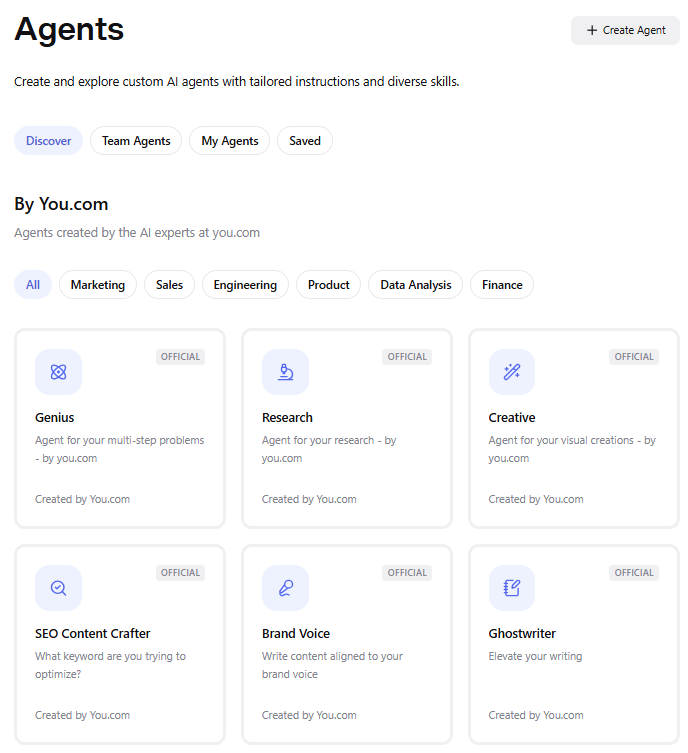 Agents
Create Agent
Create and explore custom AI agents with tailored instructions and diverse skills.
Discover
Team Agents
My Agents
Saved
By You.com
Agents created by the AI experts at you.com
All
Marketing
Sales
Engineering
Product
Data Analysis
Finance
OFFICIAL
Genius
Agent for your multi-step problems
- by you.com
Created by You.com
OFFICIAL
Research
Agent for your research - by
you.com
Created by You.com
OFFICIAL
Creative
Agent for your visual creations - by
you.com
Created by You.com
OFFICIAL
SEO Content Crafter
What keyword are you trying to
optimize?
Created by You.com
OFFICIAL
Brand Voice
Write content aligned to your
brand voice
Created by You.com
OFFICIAL
Ghostwriter
Elevate your writing
Created by You.com